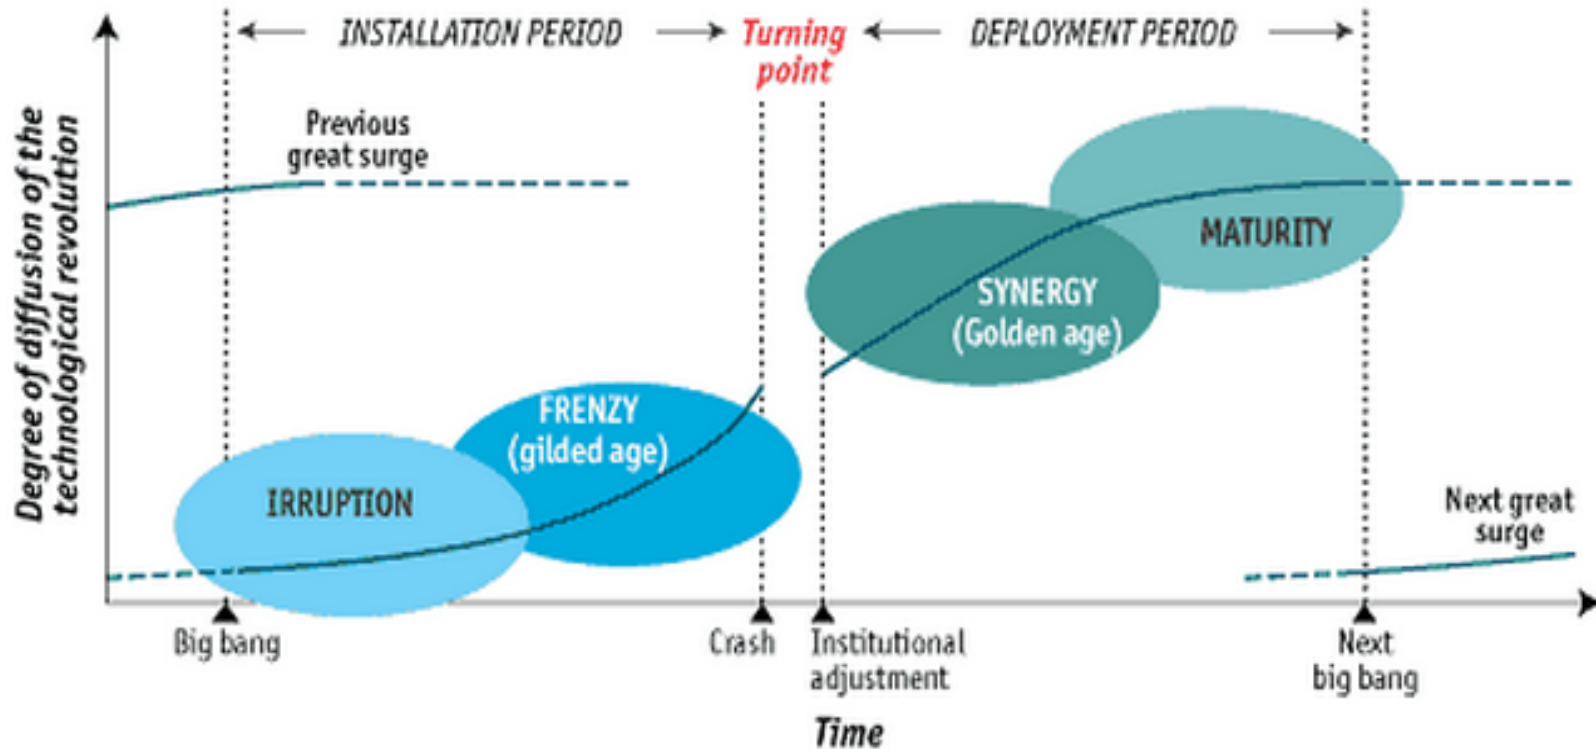 INSTALLATION PERIOD
Turning
point
DEPLOYMENT PERIOD
Degree of diffusion of the
technological revolution
Previous
great surge
MATURITY
SYNERGY
(Golden age)
FRENZY
(gilded age)
IRRUPTION
Next great
surge
Big bang
Crash
Institutional
adjustment
Next
big bang
Time